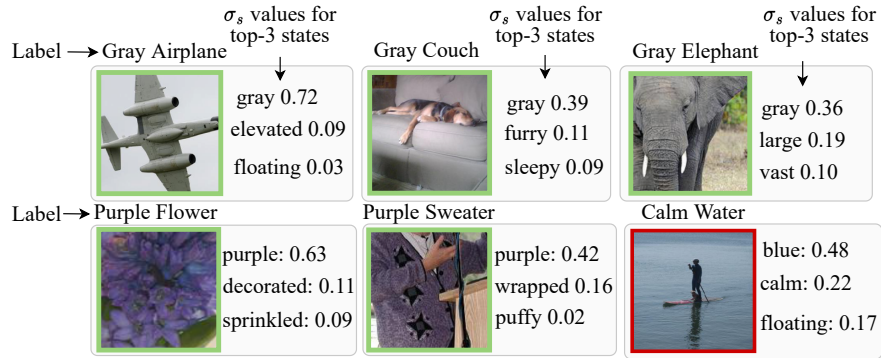 σₛ values for top-3 states
σₛ values for top-3 states
σₛ values for top-3 states
Label
Gray Airplane
Gray Couch
Gray Elephant
gray 0.72
elevated 0.09
floating 0.03
gray 0.39
furry 0.11
sleepy 0.09
gray 0.36
large 0.19
vast 0.10
Label
Purple Flower
Purple Sweater
Calm Water
purple: 0.63
decorated: 0.11
sprinkled: 0.09
purple: 0.42
wrapped 0.16
puffy 0.02
blue: 0.48
calm: 0.22
floating: 0.17